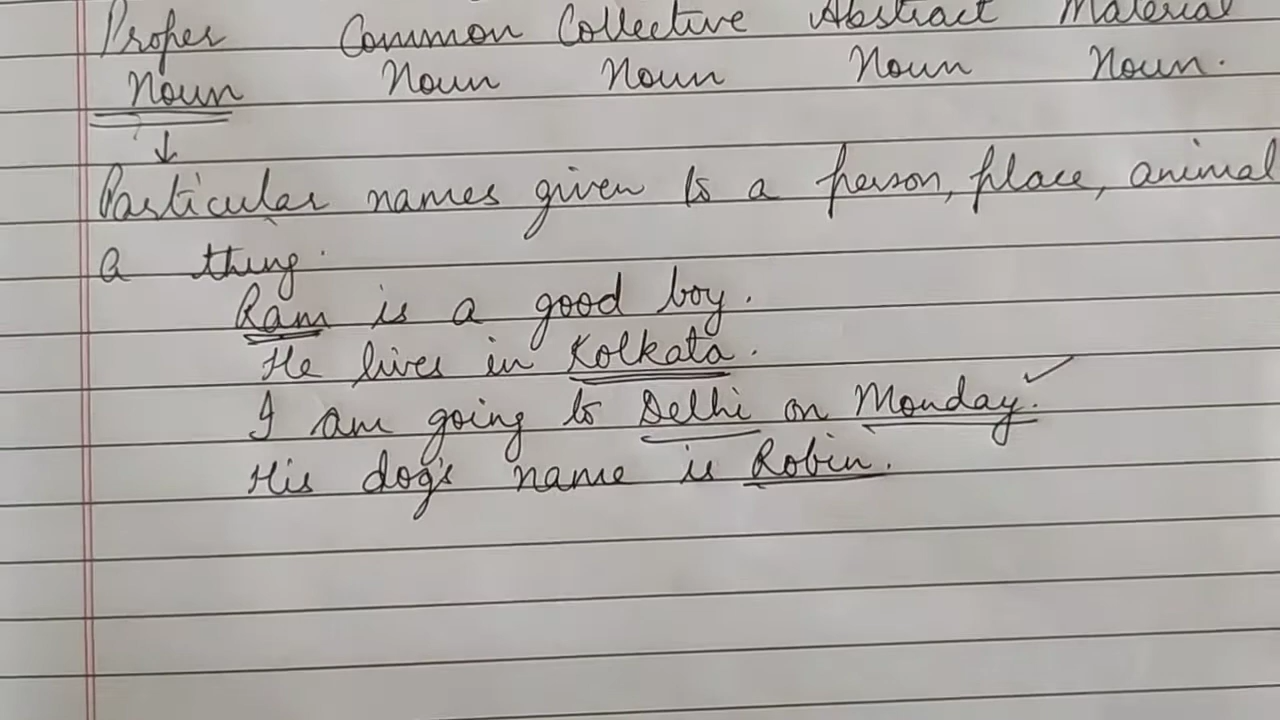 Proper Common Collective Abstract Material
Noun Noun Noun Noun Noun.
Particular names given to a person, place, animal
a thing.
Ram is a good boy.
He lives in Kolkata.
I am going to Delhi on Monday.
His dog's name is Robin.